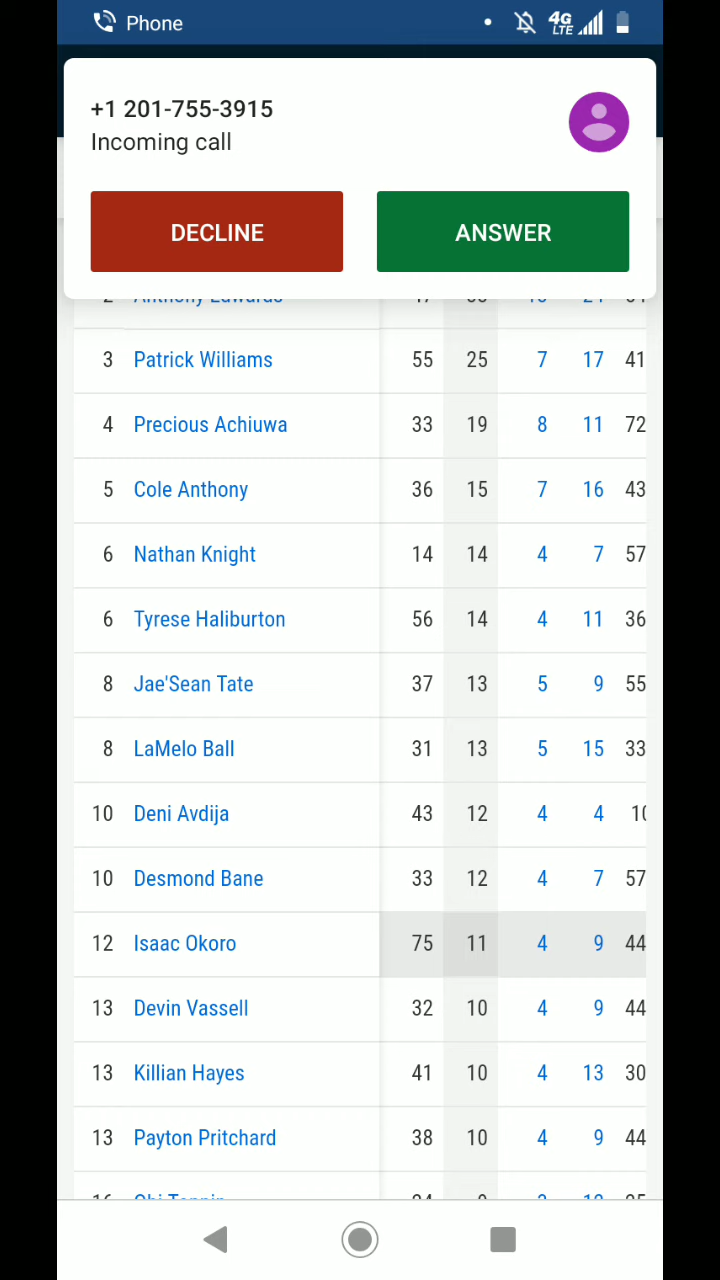 Phone
4G
LTE
+1 201-755-3915
Incoming call
DECLINE
ANSWER
3 Patrick Williams 55 25 7 17 41
4 Precious Achiuwa 33 19 8 11 72
5 Cole Anthony 36 15 7 16 43
6 Nathan Knight 14 14 4 7 57
6 Tyrese Haliburton 56 14 4 11 36
8 Jae'Sean Tate 37 13 5 9 55
8 LaMelo Ball 31 13 5 15 33
10 Deni Avdija 43 12 4 4 10
10 Desmond Bane 33 12 4 7 57
12 Isaac Okoro 75 11 4 9 44
13 Devin Vassell 32 10 4 9 44
13 Killian Hayes 41 10 4 13 30
13 Payton Pritchard 38 10 4 9 44